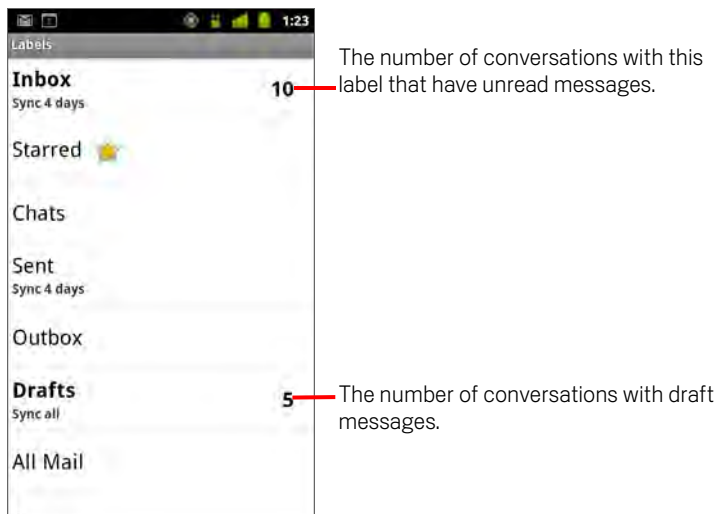 1:23
Labels
Inbox
10
Sync 4 days
Starred
Chats
Sent
Sync 4 days
Outbox
Drafts
5
Sync all
All Mail
The number of conversations with this
label that have unread messages.
The number of conversations with draft
messages.